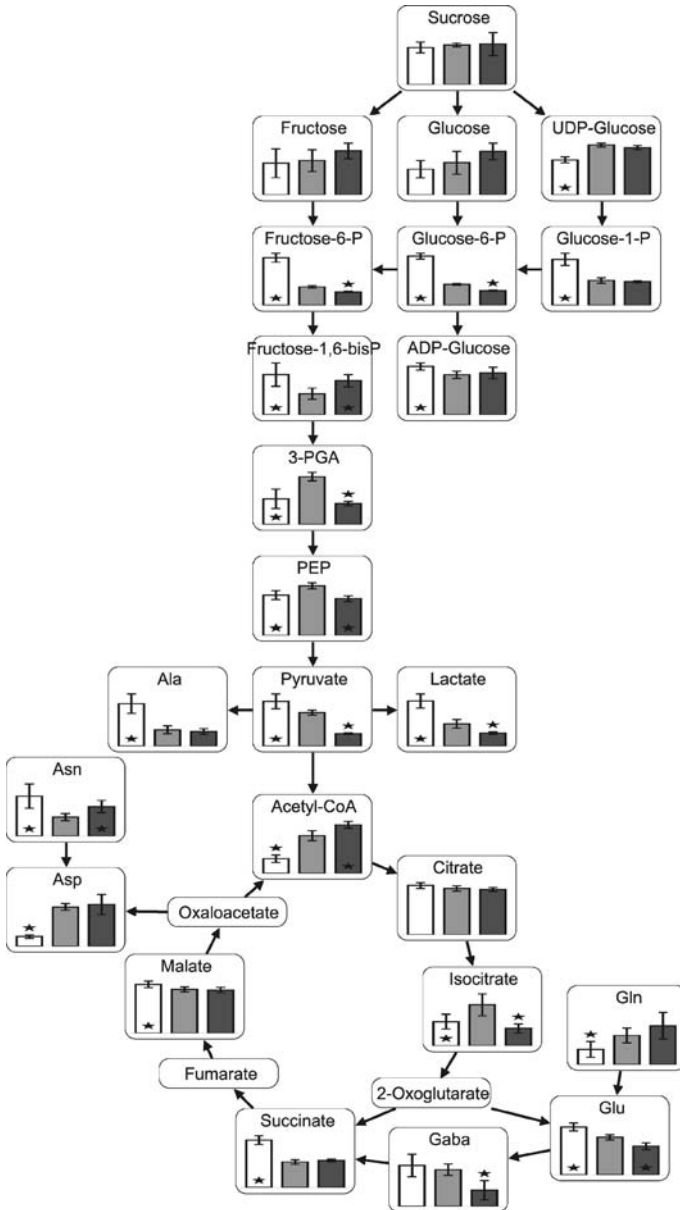 Sucrose
Fructose
Glucose
UDP-Glucose
Fructose-6-P
Glucose-6-P
Glucose-1-P
Fructose-1,6-bisP
ADP-Glucose
3-PGA
PEP
Ala
Pyruvate
Lactate
Asn
Acetyl-CoA
Citrate
Asp
Oxaloacetate
Malate
Isocitrate
Gln
Fumarate
2-Oxoglutarate
Succinate
Gaba
Glu